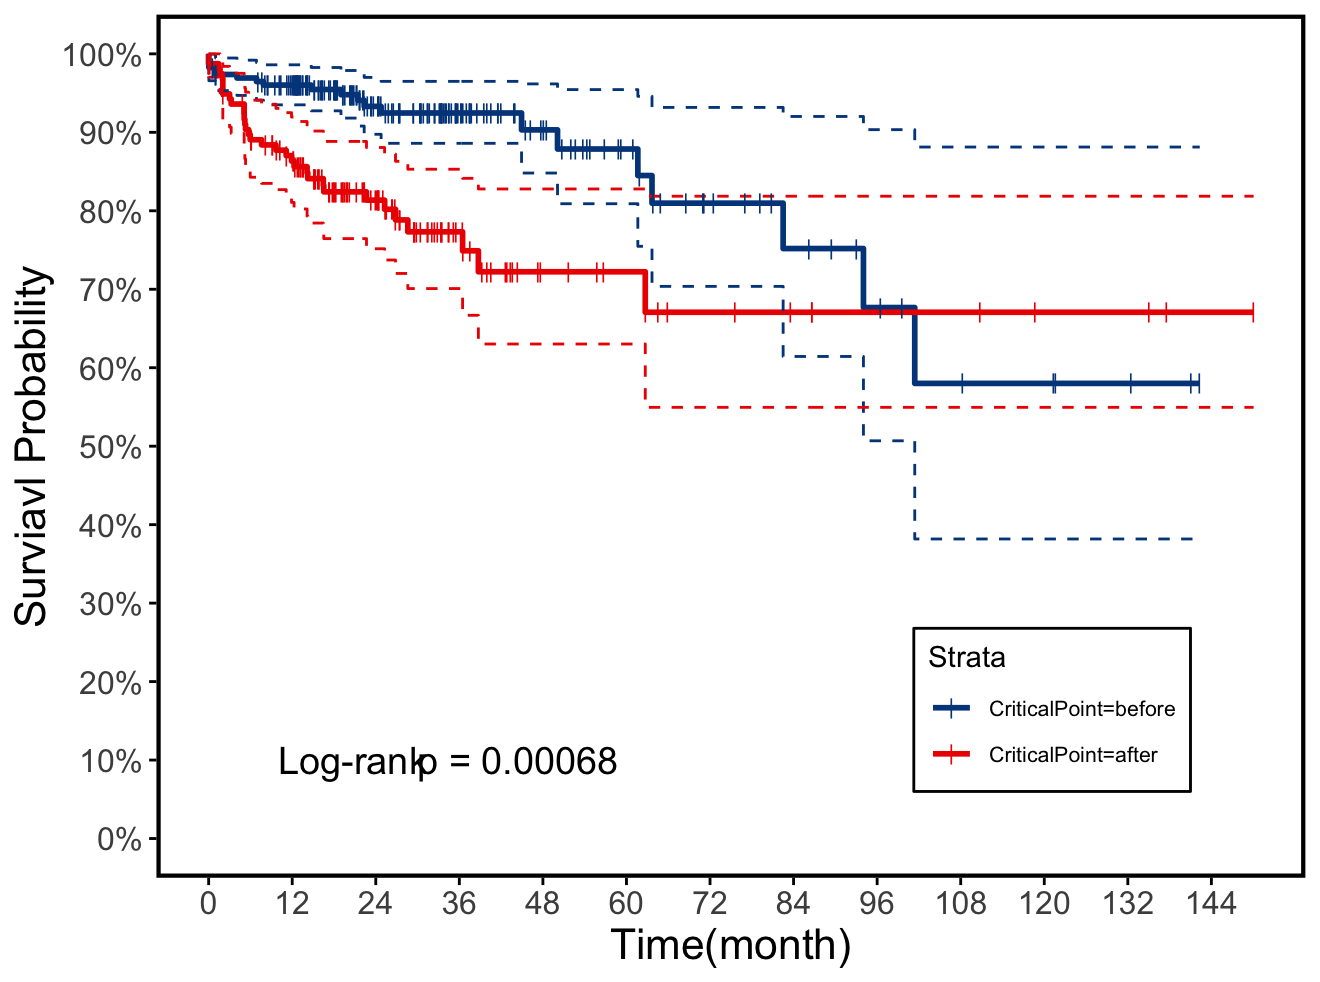 100%
90%
80%
70%
60%
50%
40%
30%
20%
10%
0%
Surviavl Probability
Log-rank p = 0.00068
Strata
CriticalPoint=before
CriticalPoint=after
0 12 24 36 48 60 72 84 96 108 120 132 144
Time(month)